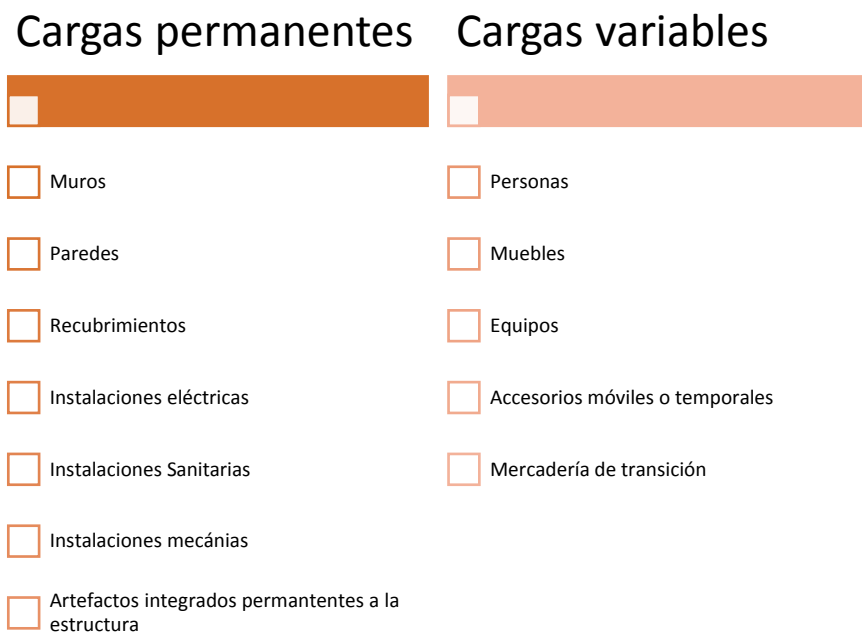 Cargas permanentes
Muros
Paredes
Recubrimientos
Instalaciones eléctricas
Instalaciones Sanitarias
Instalaciones mecánias
Artefactos integrados permantentes a la
estructura
Cargas variables
Personas
Muebles
Equipos
Accesorios móviles o temporales
Mercadería de transición